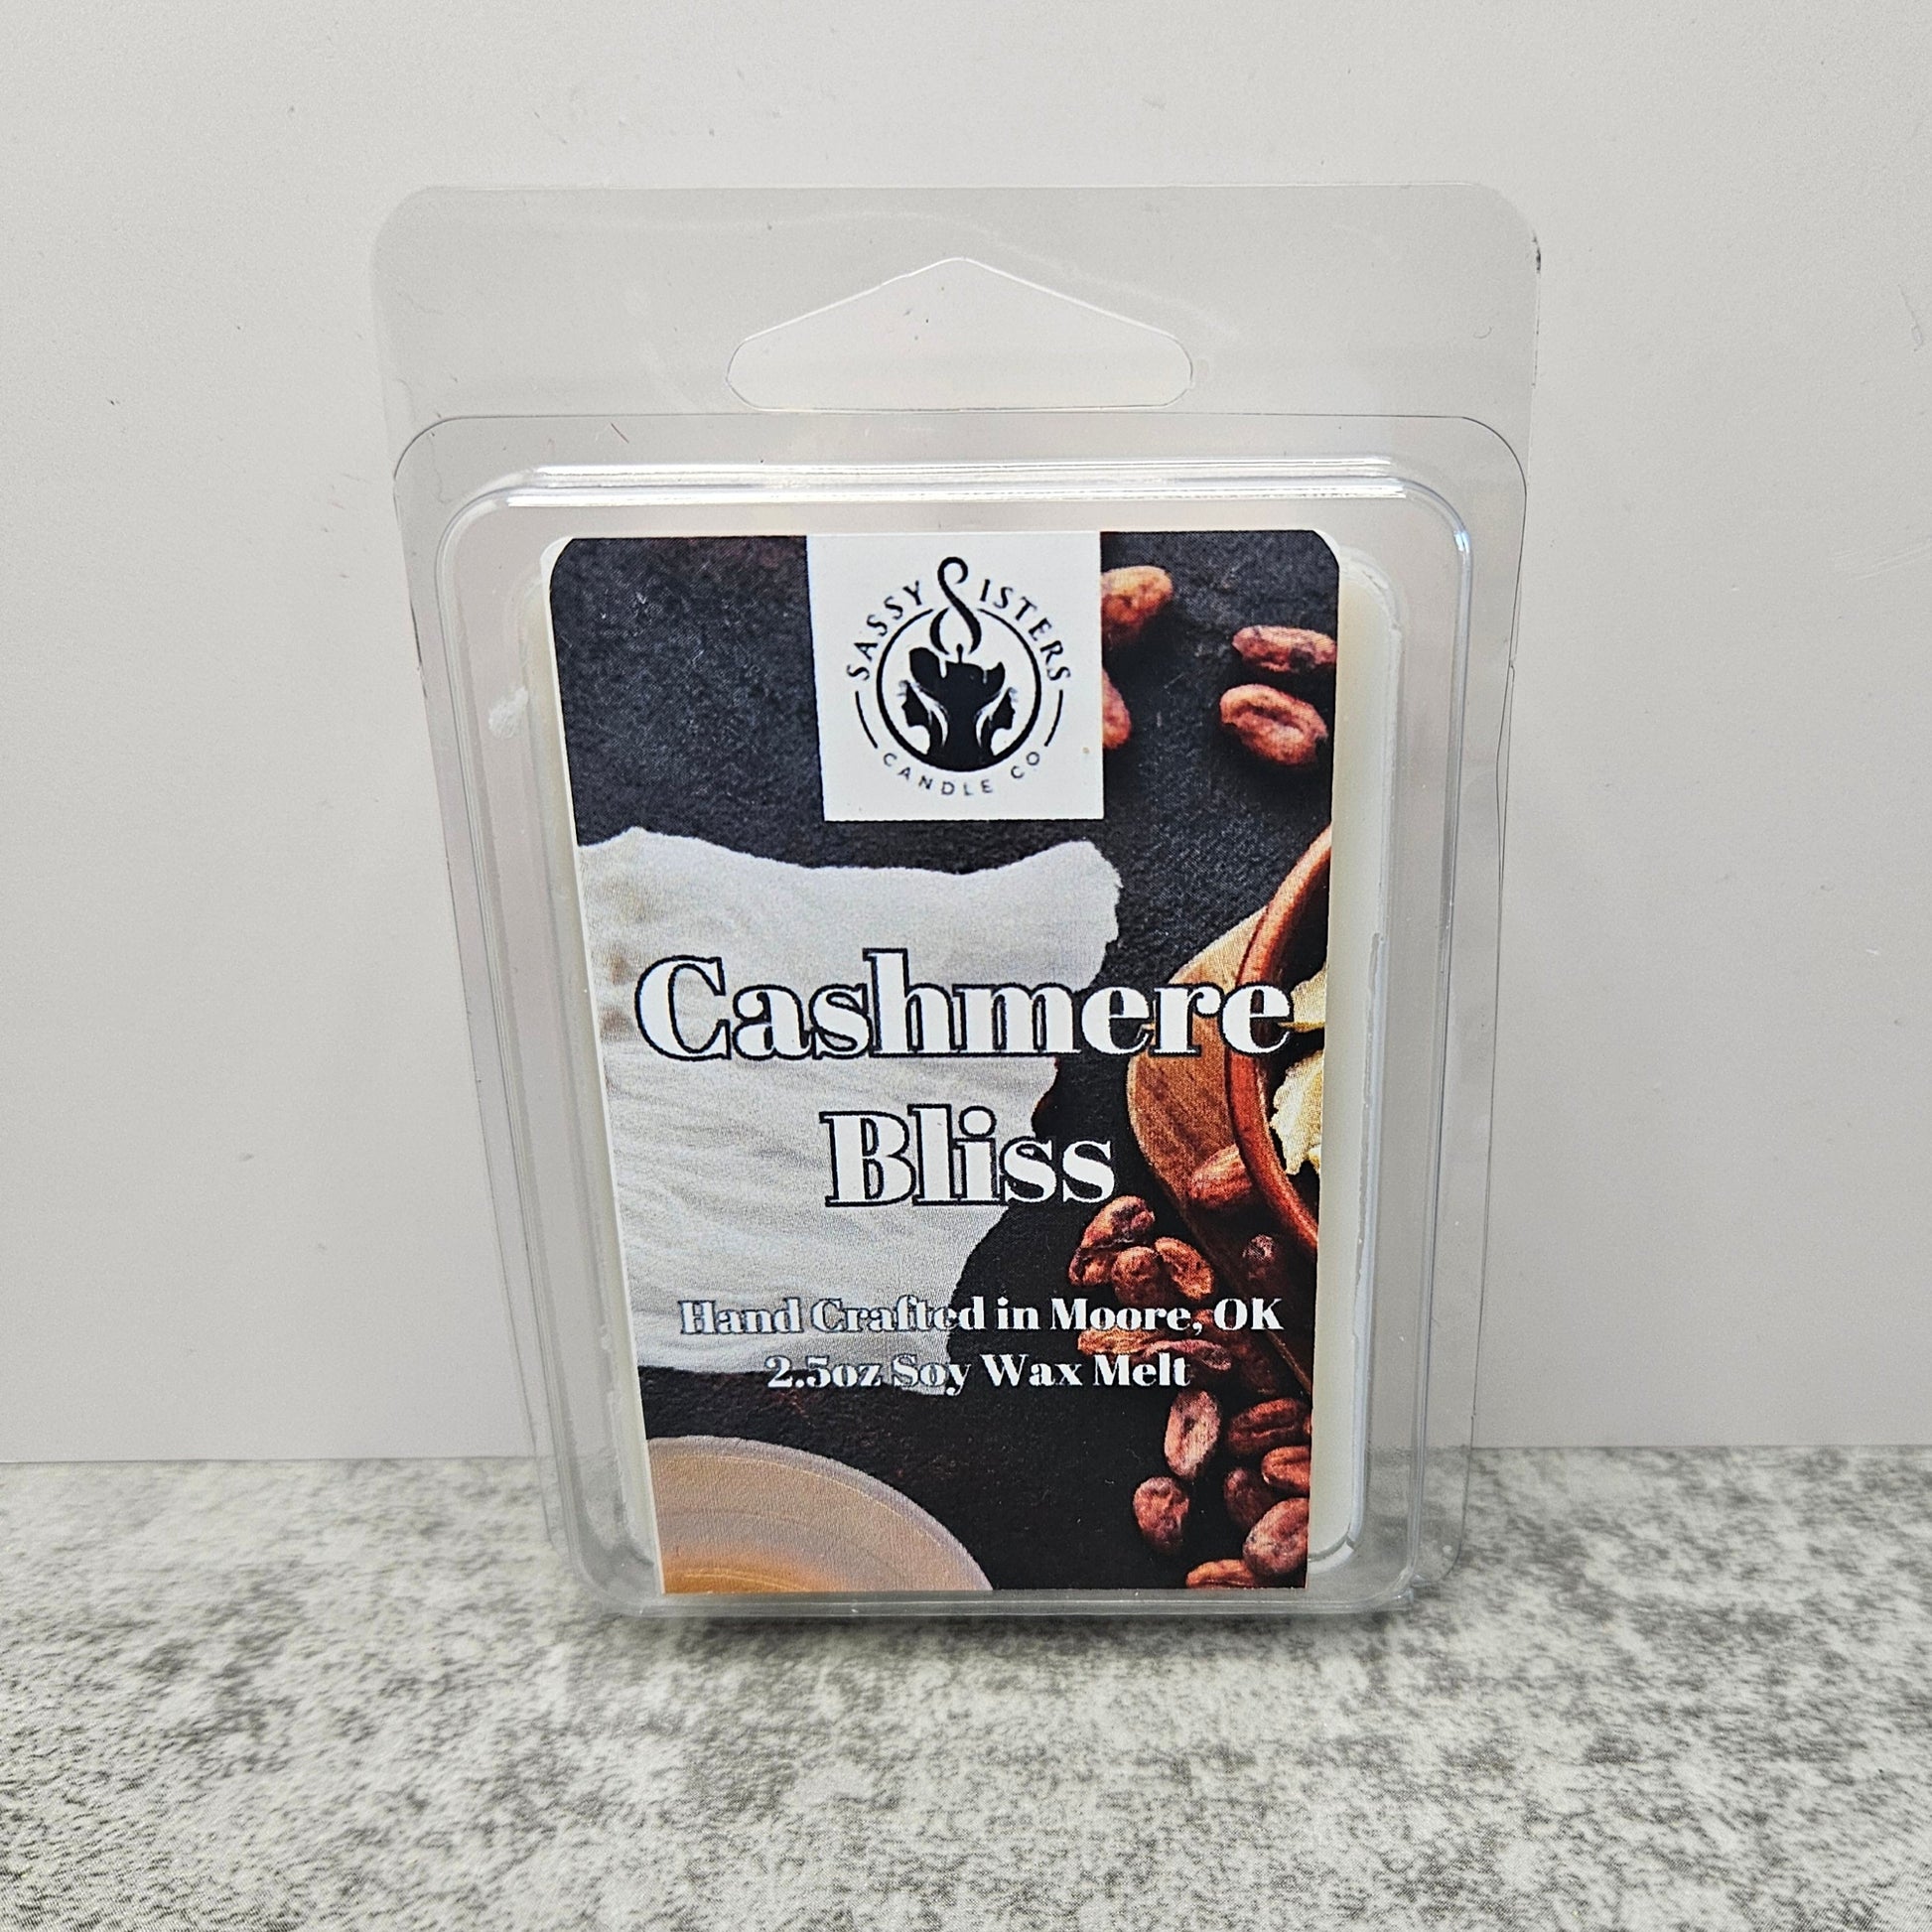 SASSY SISTERS
CANDLE CO
Cashmere
Bliss
Hand Crafted in Moore, OK
2.5oz Soy Wax Melt